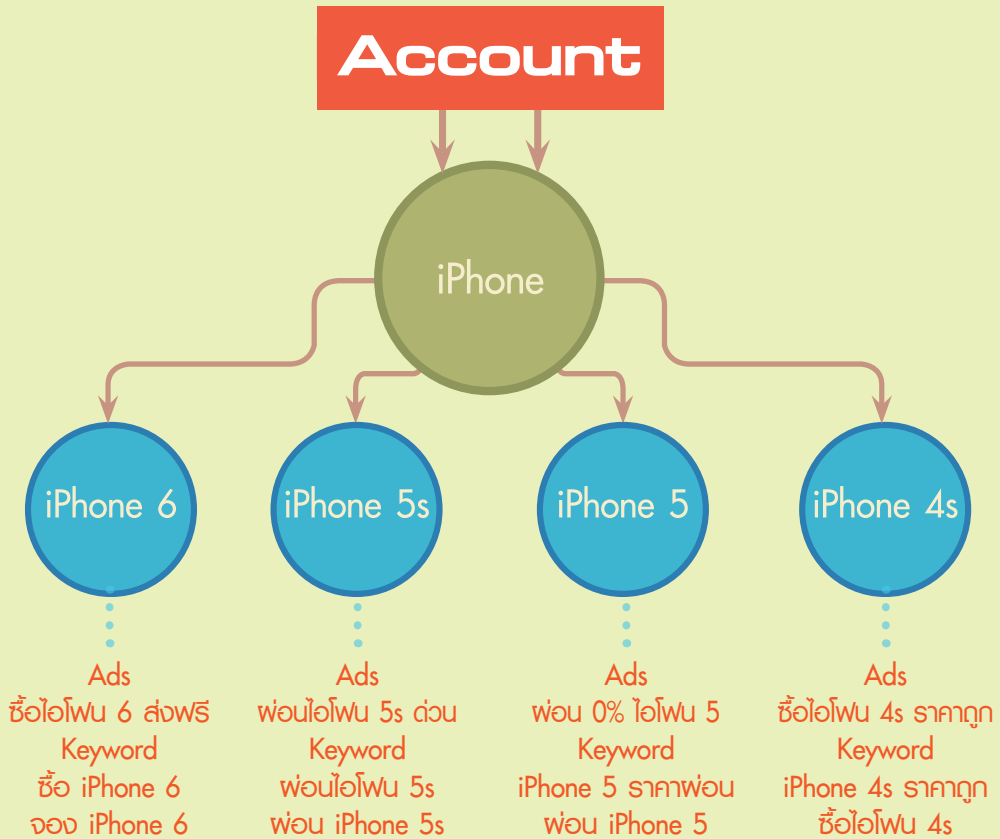 Account
iPhone
iPhone 6
iPhone 5s
iPhone 5
iPhone 4s
Ads
ซื้อไอโฟน 6 ส่งฟรี
Keyword
ซื้อ iPhone 6
จอง iPhone 6
Ads
ผ่อนไอโฟน 5s ด่วน
Keyword
ผ่อนไอโฟน 5s
ผ่อน iPhone 5s
Ads
ผ่อน 0% ไอโฟน 5
Keyword
iPhone 5 ราคาผ่อน
ผ่อน iPhone 5
Ads
ซื้อไอโฟน 4s ราคาถูก
Keyword
iPhone 4s ราคาถูก
ซื้อไอโฟน 4s